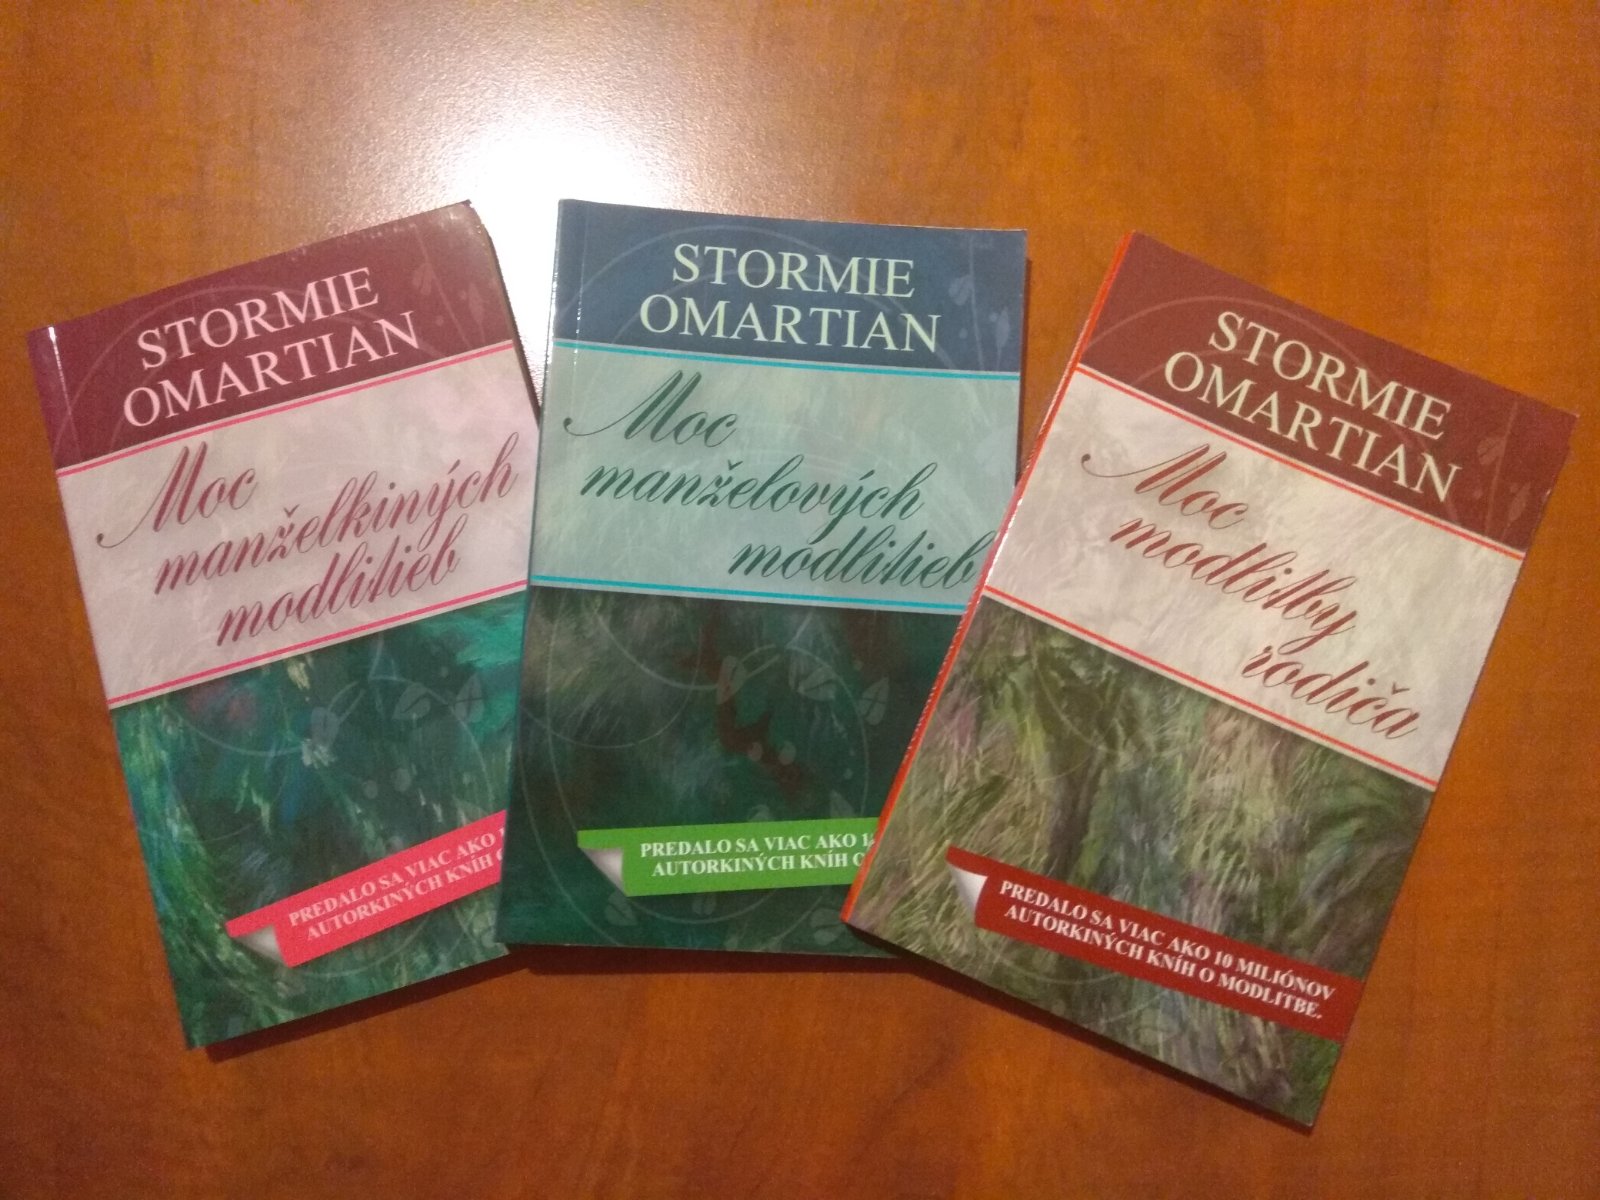 STORMIE
OMARTIAN
Moc
manželkiných
modlitieb
PREDALO SA VIAC AKO
AUTORKINÝCH KNÍH
STORMIE
OMARTIAN
Moc
manželových
modlitieb
PREDALO SA VIAC AKO
AUTORKINÝCH KNÍH
STORMIE
OMARTIAN
Moc
modlitby
rodiča
PREDALO SA VIAC AKO 10 MILIÓNOV
AUTORKINÝCH KNÍH O MODLITBE.